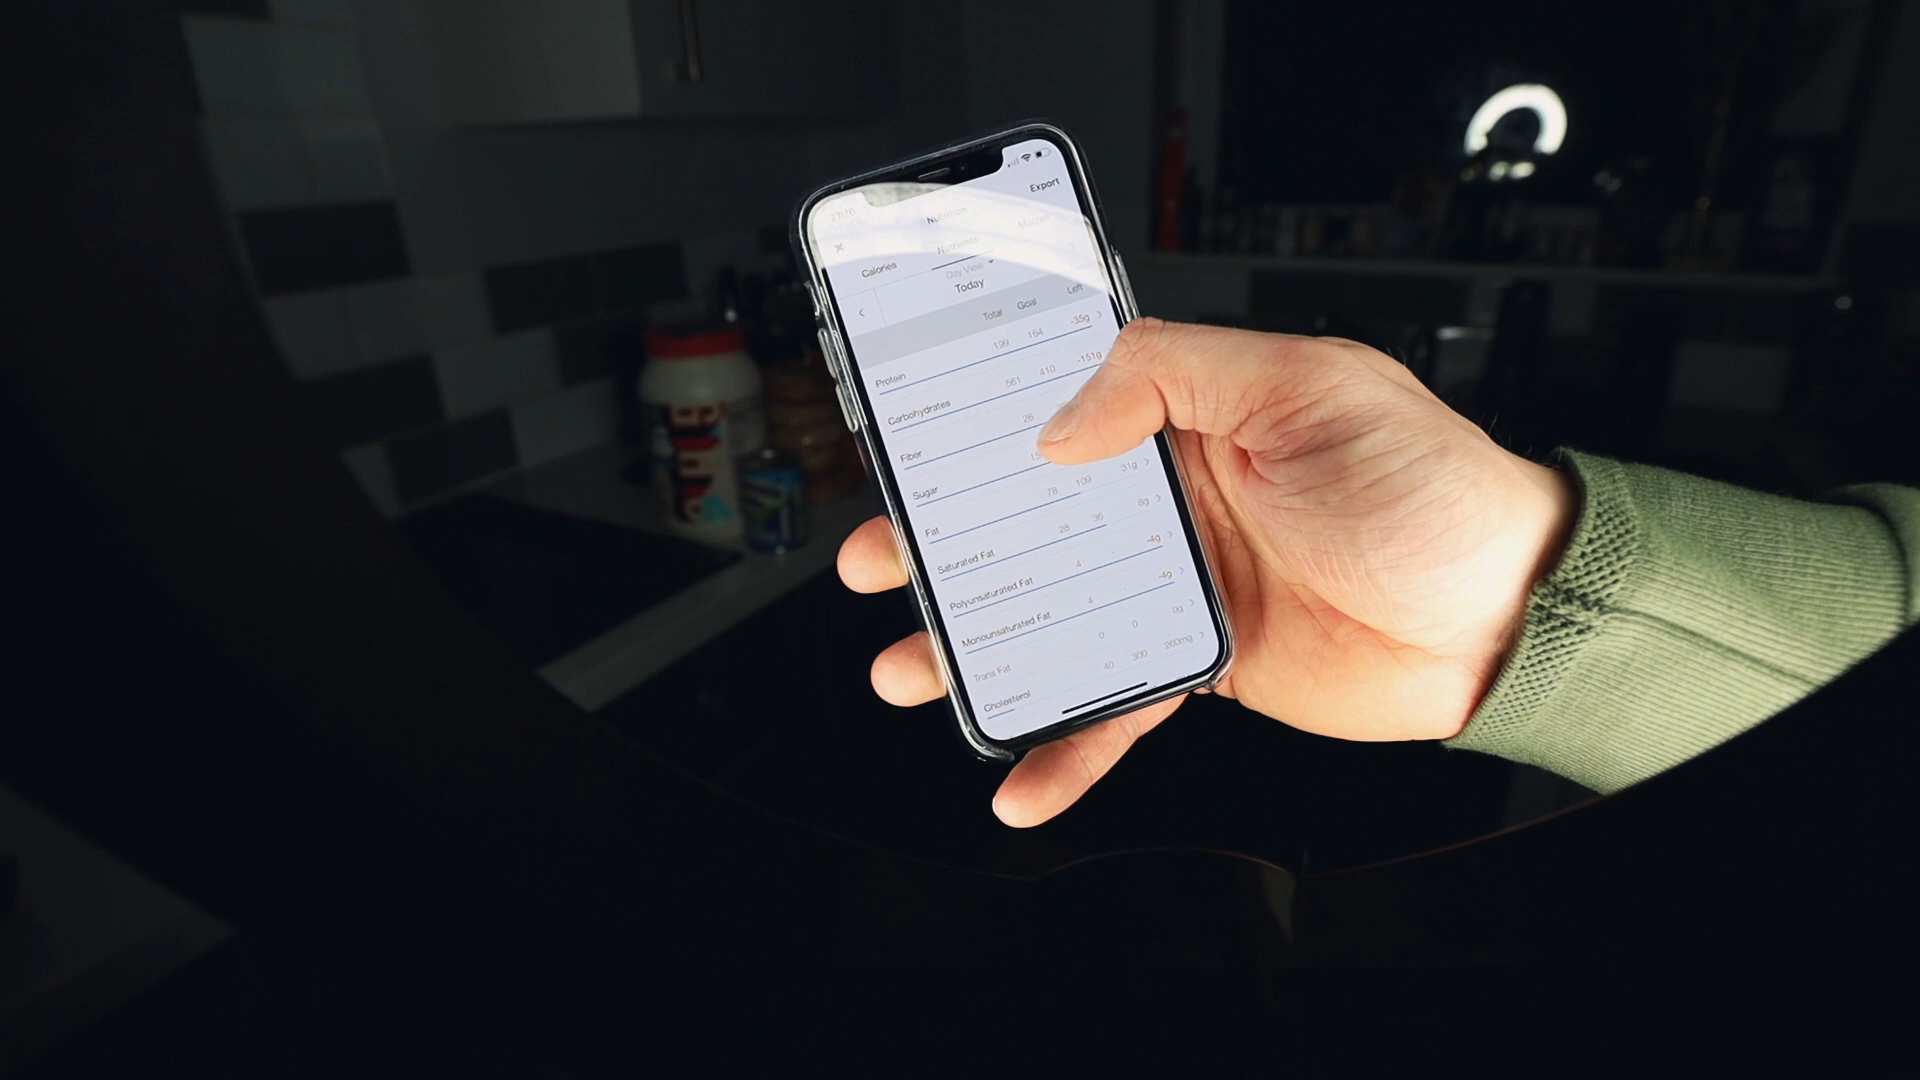 Export
Nutrition
Calories Nutrients Macros
Day View
Today
Total Goal Left
Protein 199 164 -35g
Carbohydrates 561 410 -151g
Fiber 26
Sugar
Fat 78 109 31g
Saturated Fat 28 36 8g
Polyunsaturated Fat 4 - -4g
Monounsaturated Fat 4 - -4g
Trans Fat 0 0 0g
Cholesterol 40 300 260mg